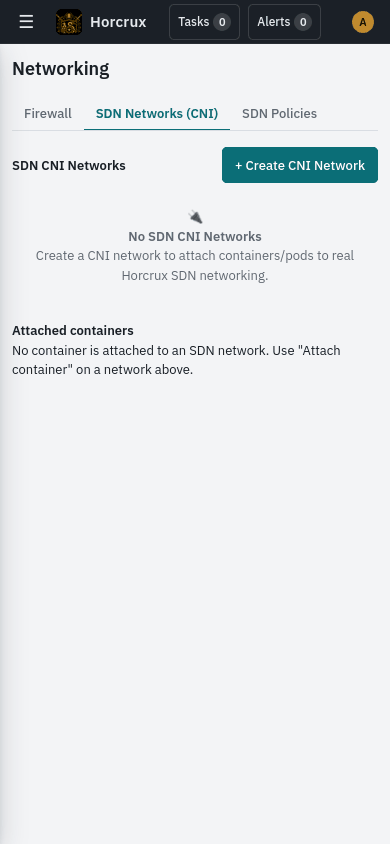 ☰ Horcrux Tasks 0 Alerts 0 A
Networking
Firewall SDN Networks (CNI) SDN Policies
SDN CNI Networks + Create CNI Network
No SDN CNI Networks
Create a CNI network to attach containers/pods to real
Horcrux SDN networking.
Attached containers
No container is attached to an SDN network. Use "Attach
container" on a network above.